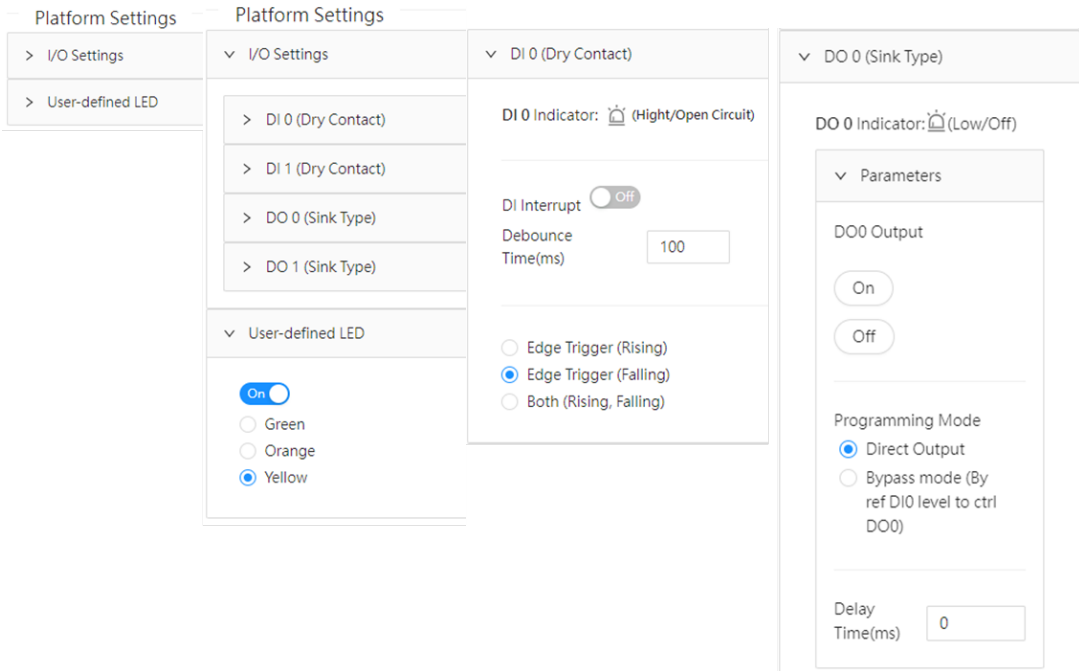 Platform Settings
I/O Settings
User-defined LED
Platform Settings
I/O Settings
DI 0 (Dry Contact)
DI 1 (Dry Contact)
DO 0 (Sink Type)
DO 1 (Sink Type)
User-defined LED
On
Green
Orange
Yellow
DI 0 (Dry Contact)
DI 0 Indicator: (Hight/Open Circuit)
DI Interrupt Off
Debounce
Time(ms)
100
Edge Trigger (Rising)
Edge Trigger (Falling)
Both (Rising, Falling)
DO 0 (Sink Type)
DO 0 Indicator: (Low/Off)
Parameters
DO0 Output
On
Off
Programming Mode
Direct Output
Bypass mode (By
ref DI0 level to ctrl
DO0)
Delay
Time(ms)
0